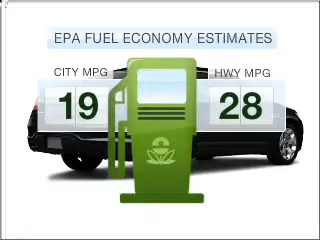 EPA FUEL ECONOMY ESTIMATES
CITY MPG
HWY MPG
19
28